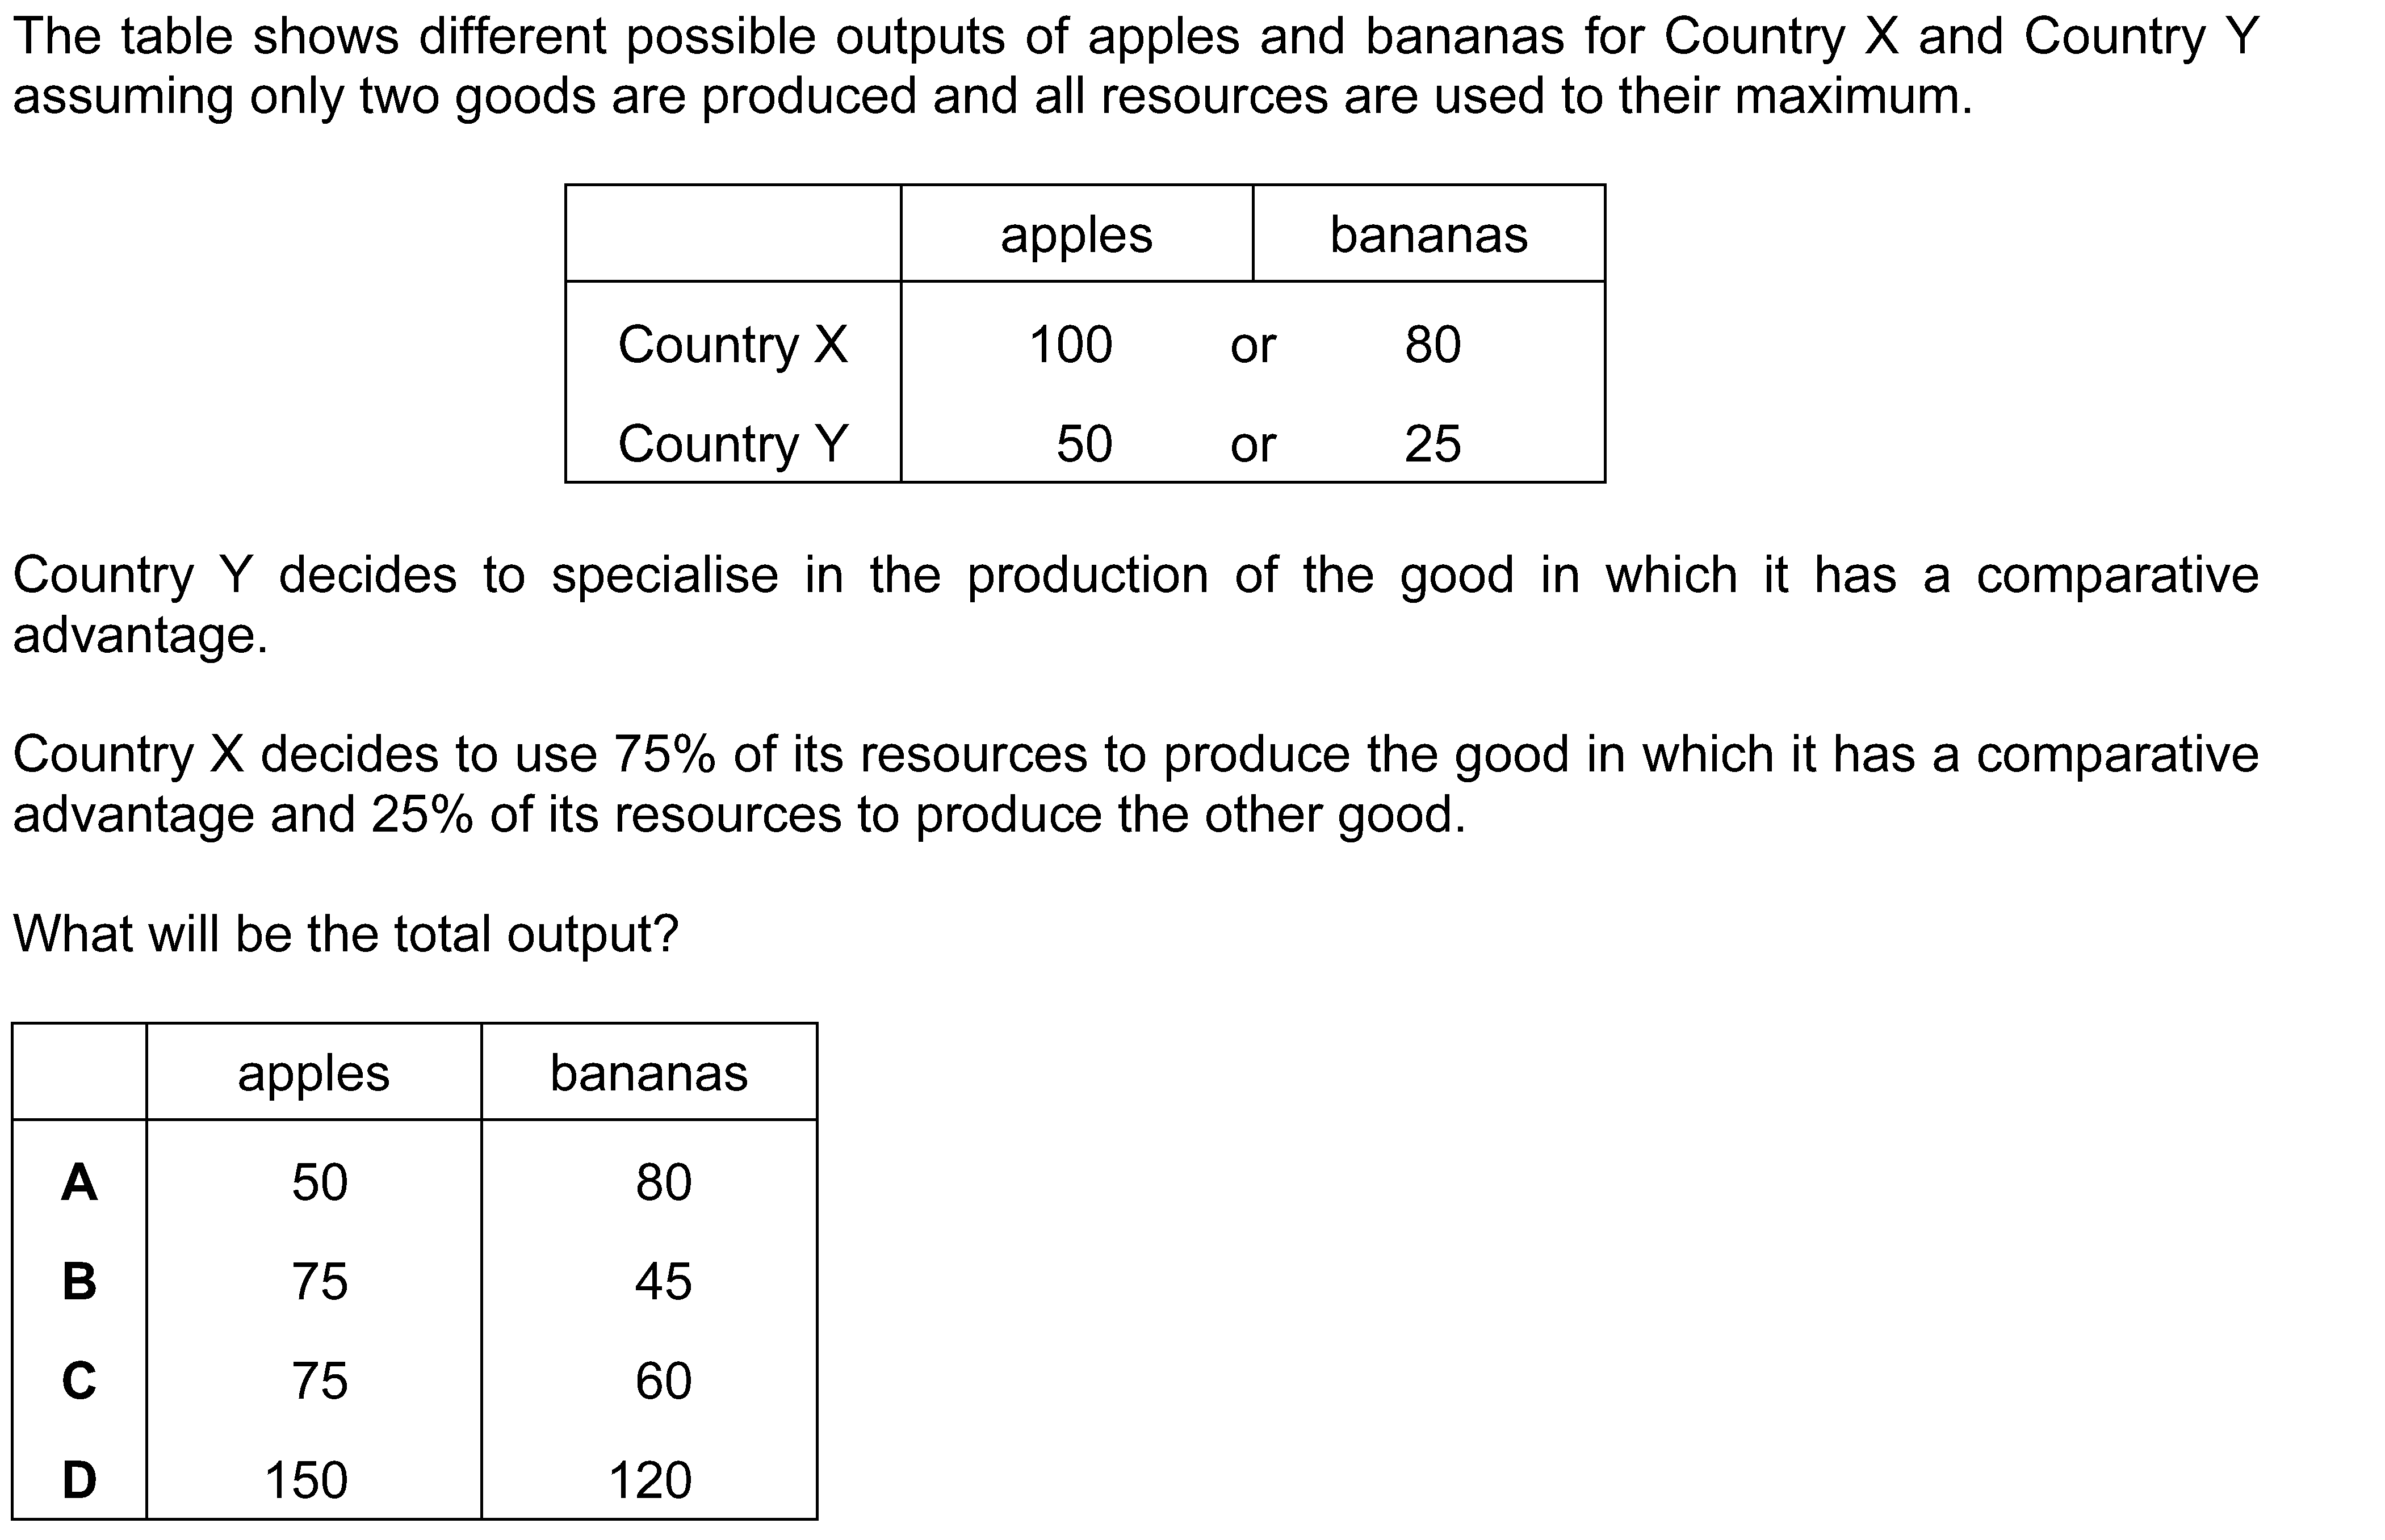 The table shows different possible outputs of apples and bananas for Country X and Country Y
assuming only two goods are produced and all resources are used to their maximum.
apples bananas
Country X 100 or 80
Country Y 50 or 25
Country Y decides to specialise in the production of the good in which it has a comparative
advantage.
Country X decides to use 75% of its resources to produce the good in which it has a comparative
advantage and 25% of its resources to produce the other good.
What will be the total output?
apples bananas
A 50 80
B 75 45
C 75 60
D 150 120